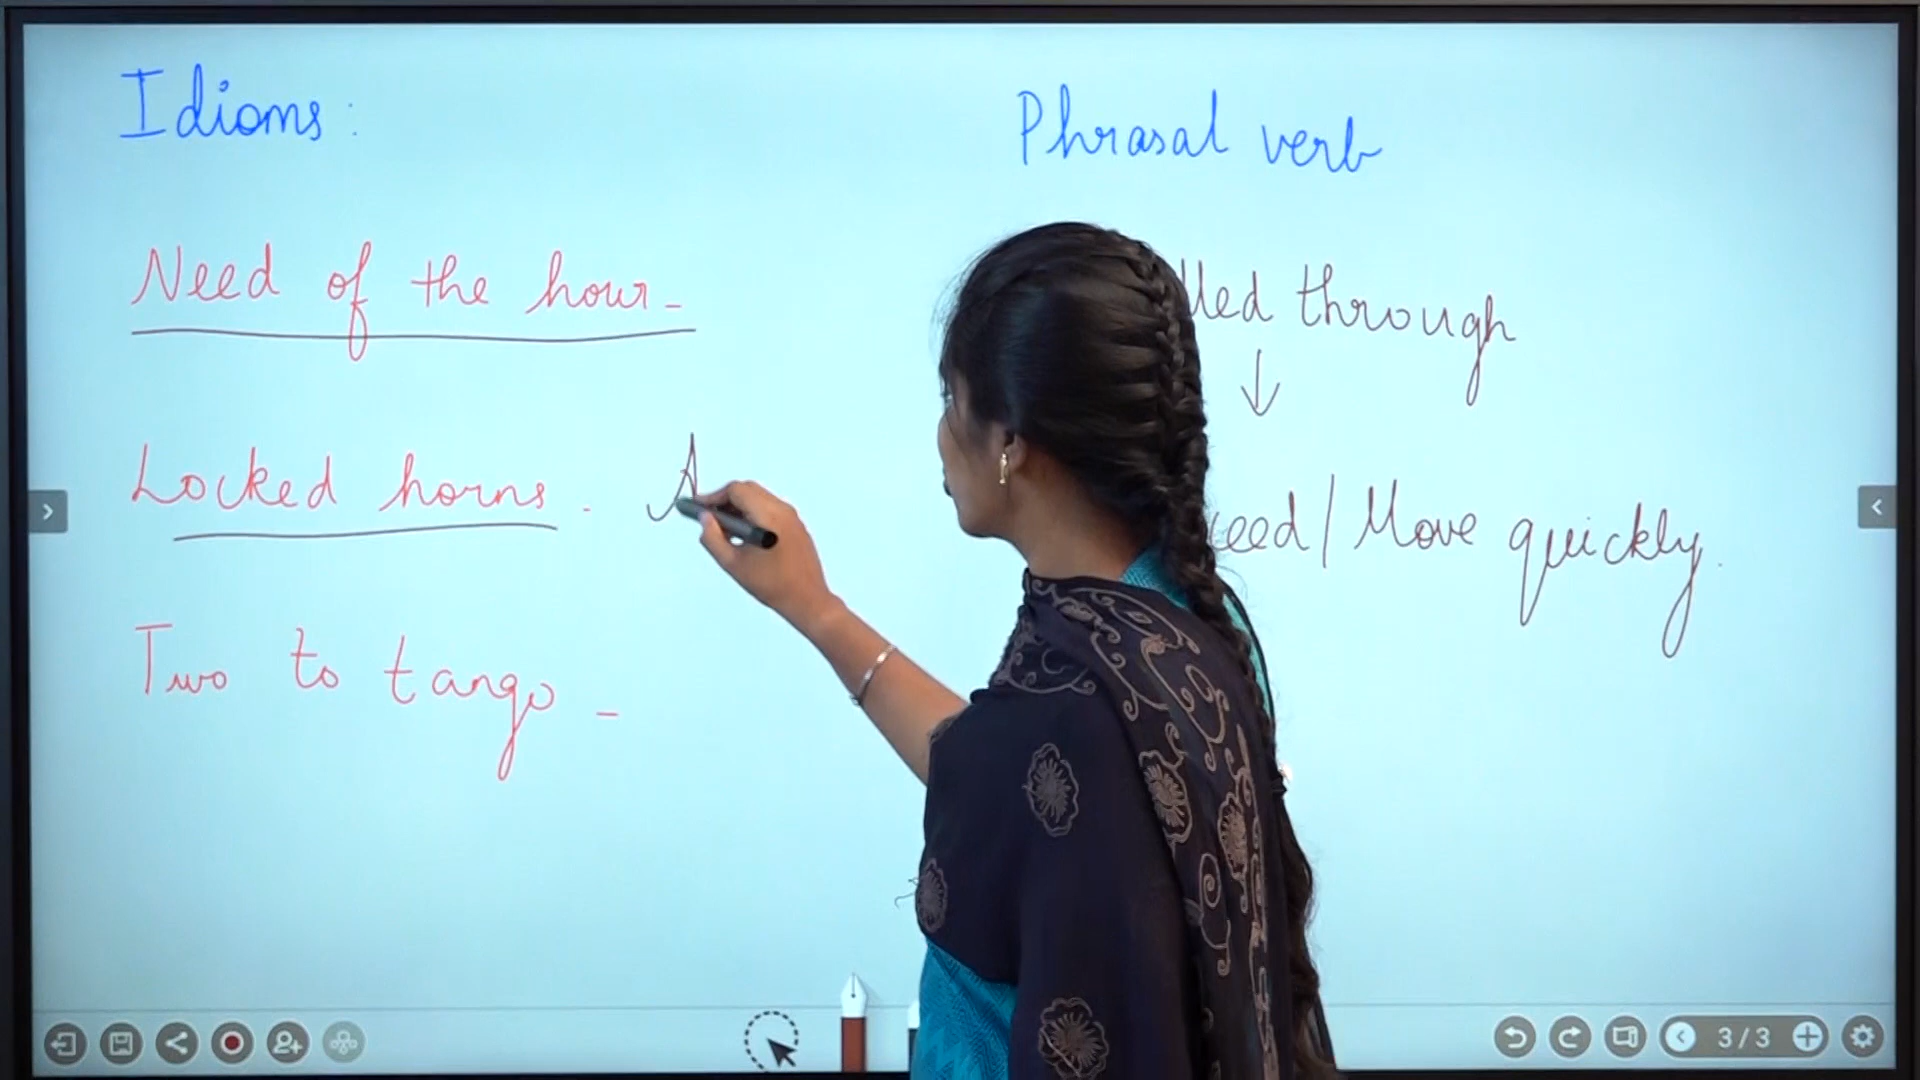 Idioms:
Phrasal verb
Need of the hour -
lled through
↓
Locked horns - A
eed / Move quickly.
Two to tango -
3/3